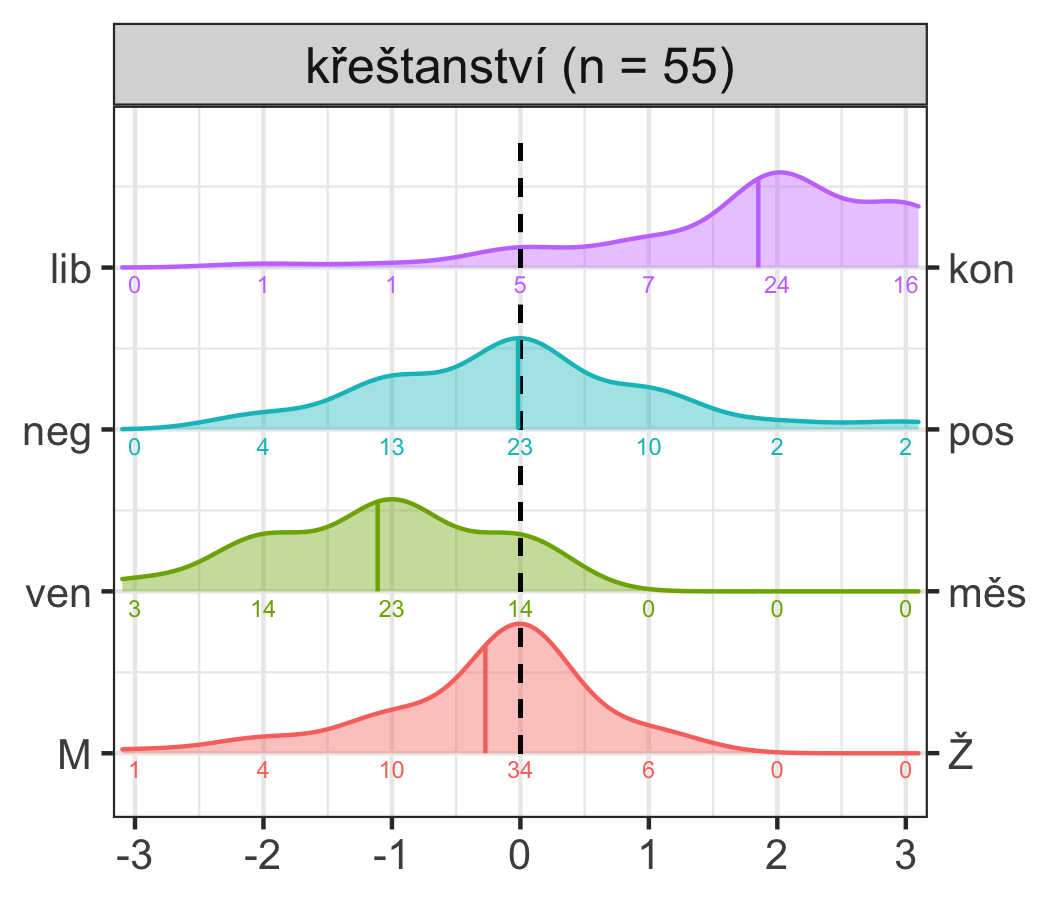 křeštanství (n = 55)
lib kon
0 1 1 5 7 24 16
neg pos
0 4 13 23 10 2 2
ven měs
3 14 23 14 0 0 0
M Ž
1 4 10 34 6 0 0
-3 -2 -1 0 1 2 3